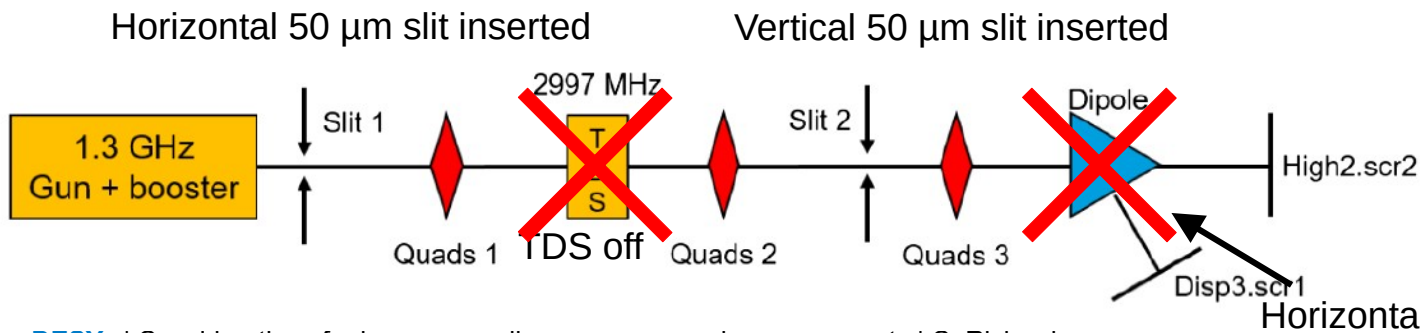 Horizontal 50 µm slit inserted
Vertical 50 µm slit inserted
2997 MHz
Dipole
Slit 1
Slit 2
1.3 GHz
Gun + booster
T
S
High2.scr2
Quads 1
TDS off
Quads 2
Quads 3
Disp3.scr1
Horizonta